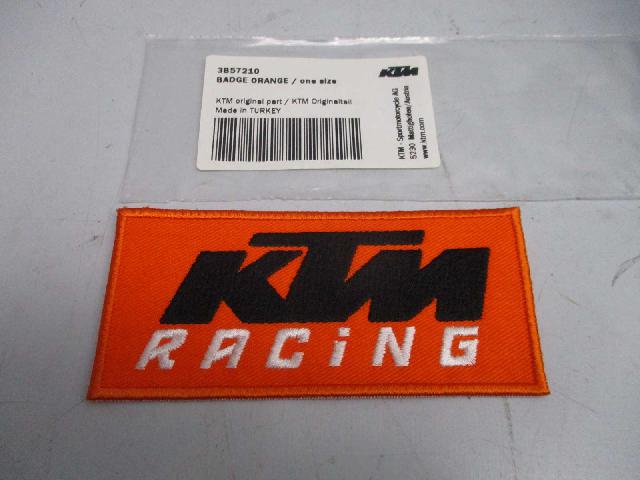 3B57210
BADGE ORANGE / one size
KTM original part / KTM Originalteil
Made in TURKEY
KTM
KTM - Sportmotorcycle AG
5230 Mattighofen/Austria
www.ktm.com
KTM
RACiNG